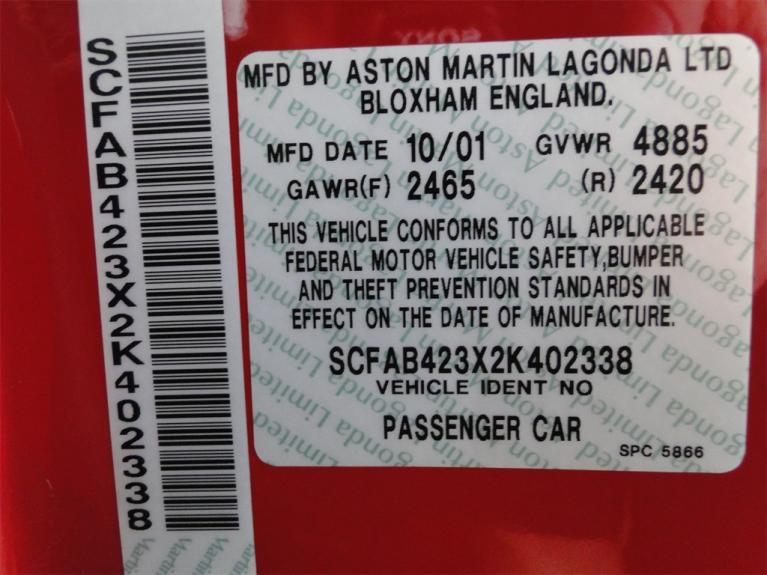 SCFAB423X2K402338
MFD BY ASTON MARTIN LAGONDA LTD
BLOXHAM ENGLAND.
MFD DATE 10/01 GVWR 4885
GAWR(F) 2465 (R) 2420
THIS VEHICLE CONFORMS TO ALL APPLICABLE
FEDERAL MOTOR VEHICLE SAFETY,BUMPER
AND THEFT PREVENTION STANDARDS IN
EFFECT ON THE DATE OF MANUFACTURE.
SCFAB423X2K402338
VEHICLE IDENT NO
PASSENGER CAR
SPC 5866